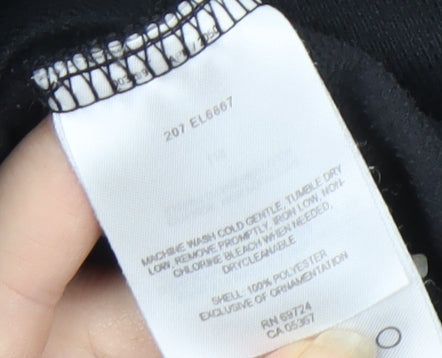 207 EL6867
MACHINE WASH COLD GENTLE, TUMBLE DRY
LOW, REMOVE PROMPTLY, IRON LOW, NON-
CHLORINE BLEACH WHEN NEEDED,
DRYCLEANABLE
SHELL: 100% POLYESTER
EXCLUSIVE OF ORNAMENTATION
RN 69724
CA 05367